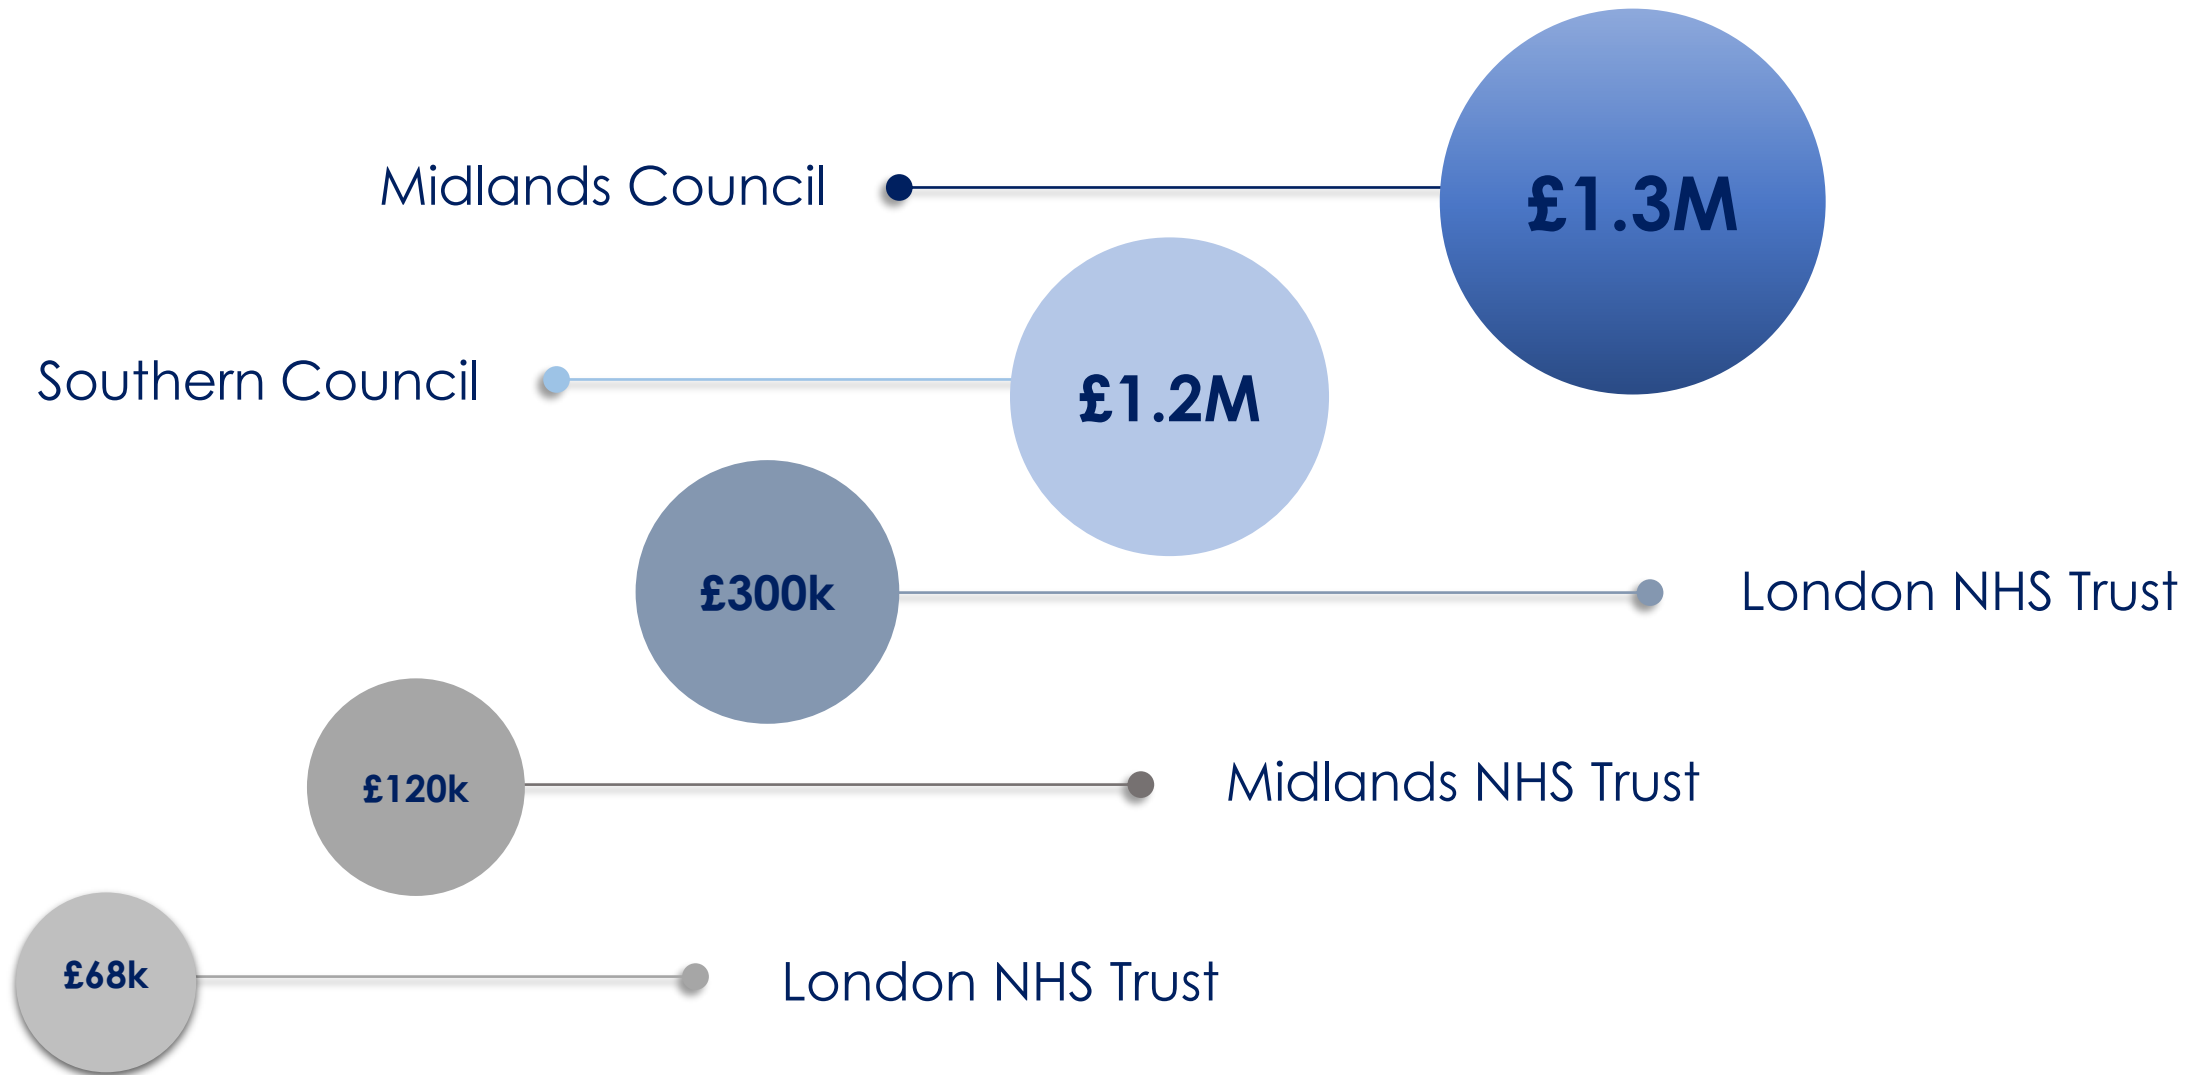 Midlands Council
£1.3M
Southern Council
£1.2M
£300k
London NHS Trust
£120k
Midlands NHS Trust
£68k
London NHS Trust